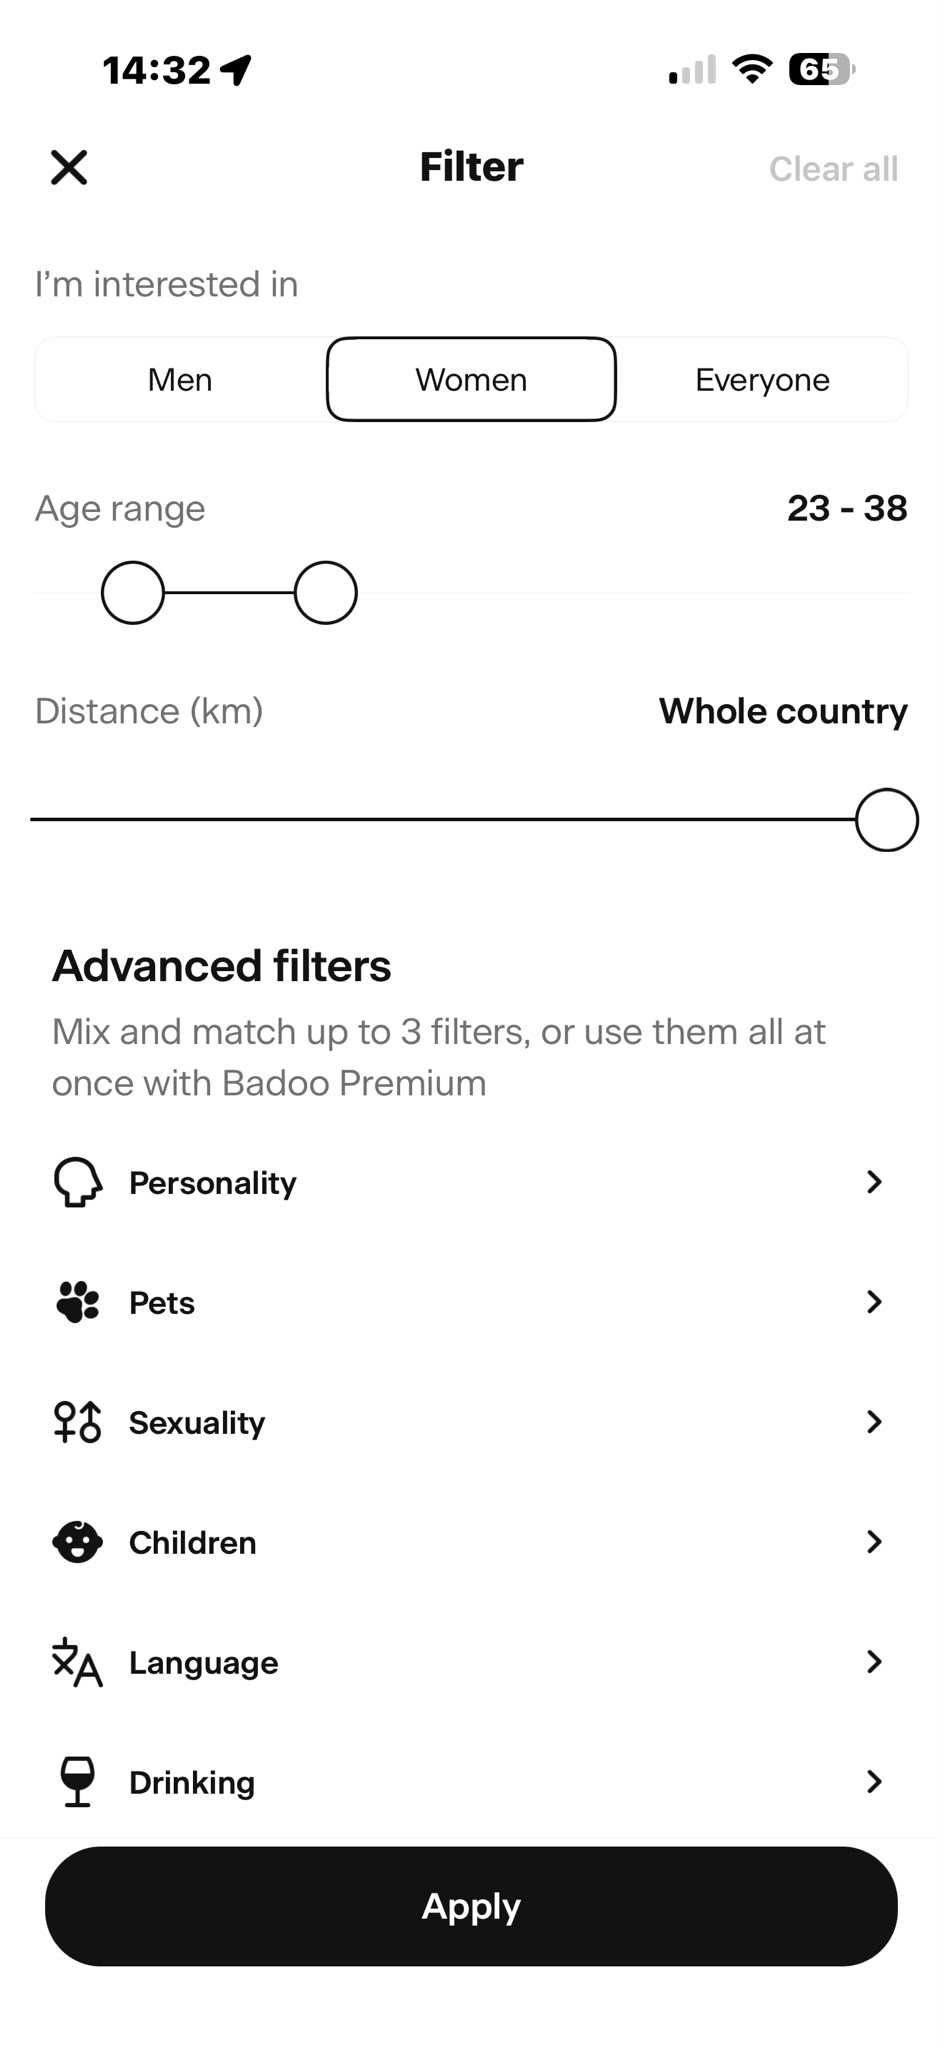 14:32
65
Filter
Clear all
I'm interested in
Men Women Everyone
Age range 23 - 38
Distance (km) Whole country
Advanced filters
Mix and match up to 3 filters, or use them all at
once with Badoo Premium
Personality
Pets
Sexuality
Children
Language
Drinking
Apply